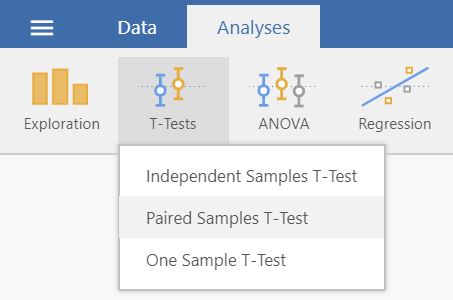 Data Analyses
Exploration T-Tests ANOVA Regression
Independent Samples T-Test
Paired Samples T-Test
One Sample T-Test